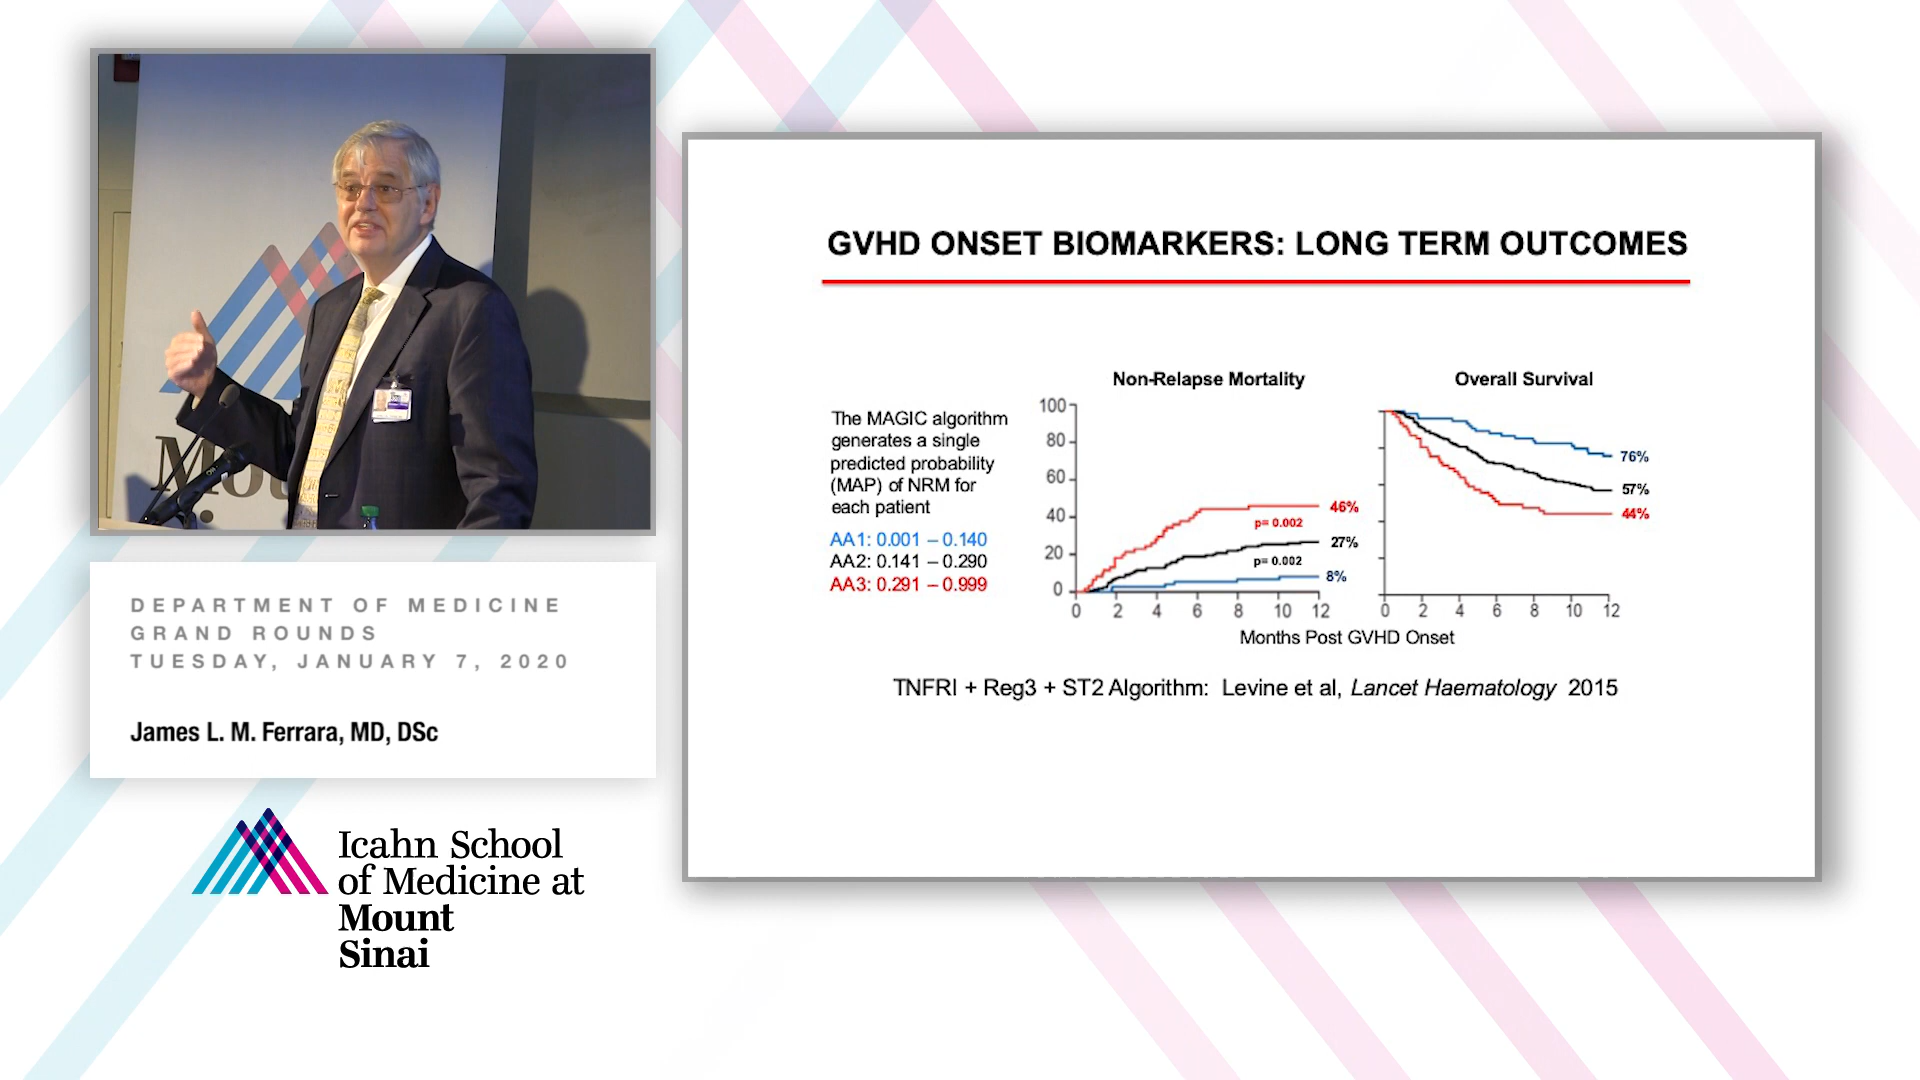 DEPARTMENT OF MEDICINE
GRAND ROUNDS
TUESDAY, JANUARY 7, 2020
James L. M. Ferrara, MD, DSc
Icahn School
of Medicine at
Mount
Sinai
GVHD ONSET BIOMARKERS: LONG TERM OUTCOMES
The MAGIC algorithm
generates a single
predicted probability
(MAP) of NRM for
each patient
AA1: 0.001 – 0.140
AA2: 0.141 – 0.290
AA3: 0.291 – 0.999
Non-Relapse Mortality
100
80
60
40
20
0
46%
p= 0.002
27%
p= 0.002
8%
0 2 4 6 8 10 12
Overall Survival
76%
57%
44%
0 2 4 6 8 10 12
Months Post GVHD Onset
TNFRI + Reg3 + ST2 Algorithm: Levine et al, Lancet Haematology 2015